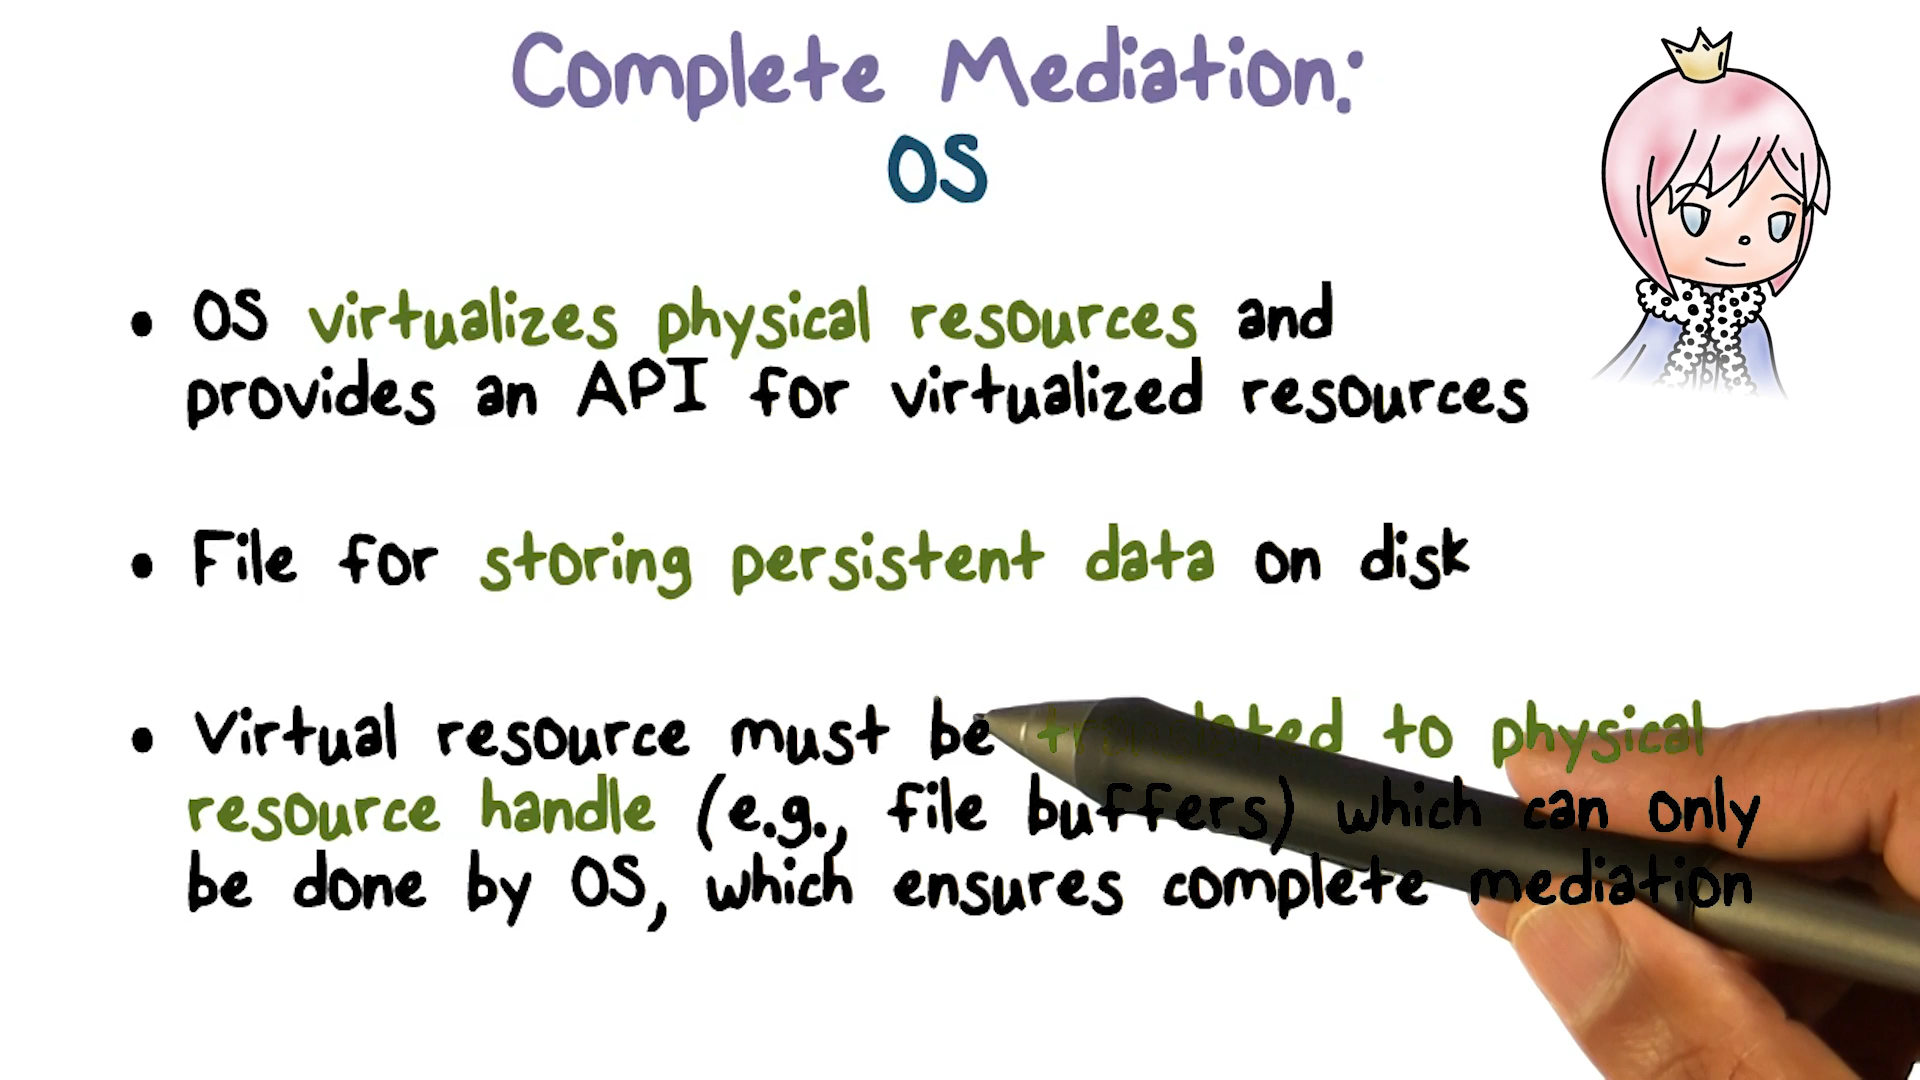 Complete Mediation:
OS
• OS virtualizes physical resources and
provides an API for virtualized resources
• File for storing persistent data on disk
• Virtual resource must be translated to physical
resource handle (e.g., file buffers) which can only
be done by OS, which ensures complete mediation